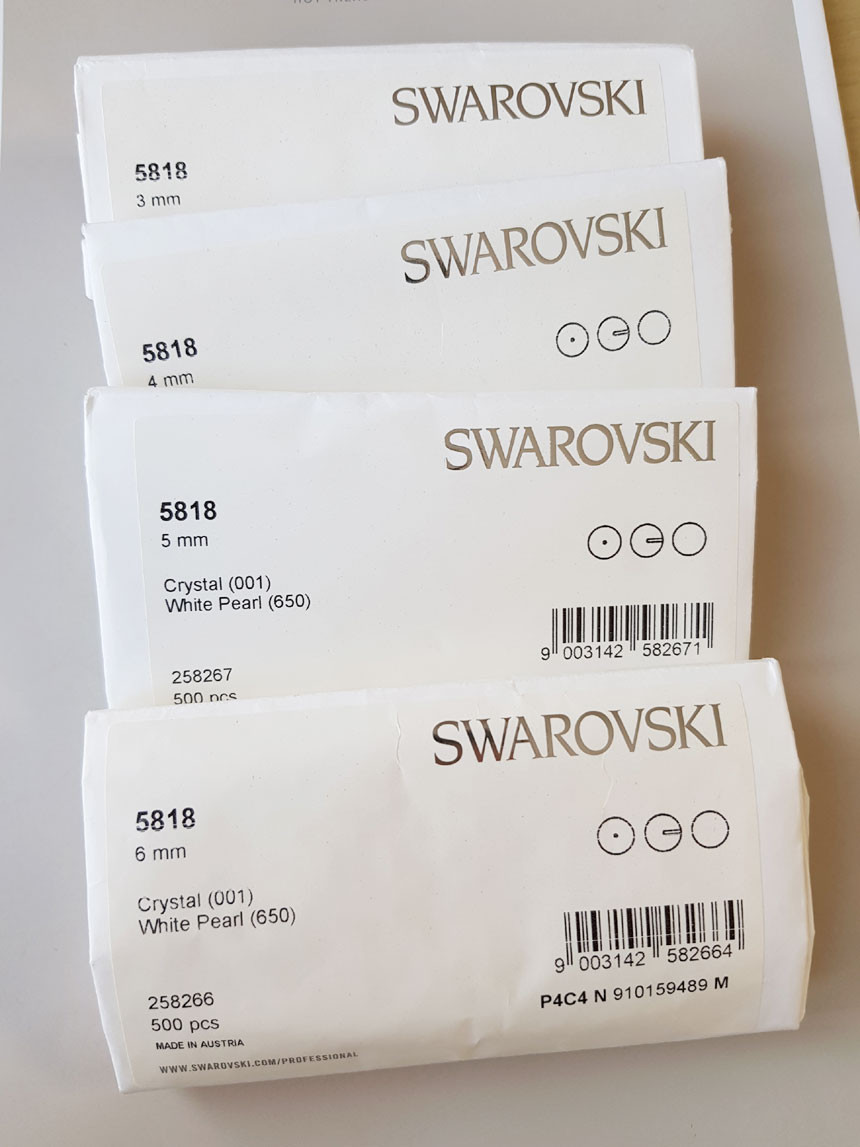 SWAROVSKI
5818
3 mm
SWAROVSKI
5818
4 mm
SWAROVSKI
5818
5 mm
Crystal (001)
White Pearl (650)
9 003142 582671
258267
500 pcs
SWAROVSKI
5818
6 mm
Crystal (001)
White Pearl (650)
9 003142 582664
P4C4 N 910159489 M
258266
500 pcs
MADE IN AUSTRIA
WWW.SWAROVSKI.COM/PROFESSIONAL